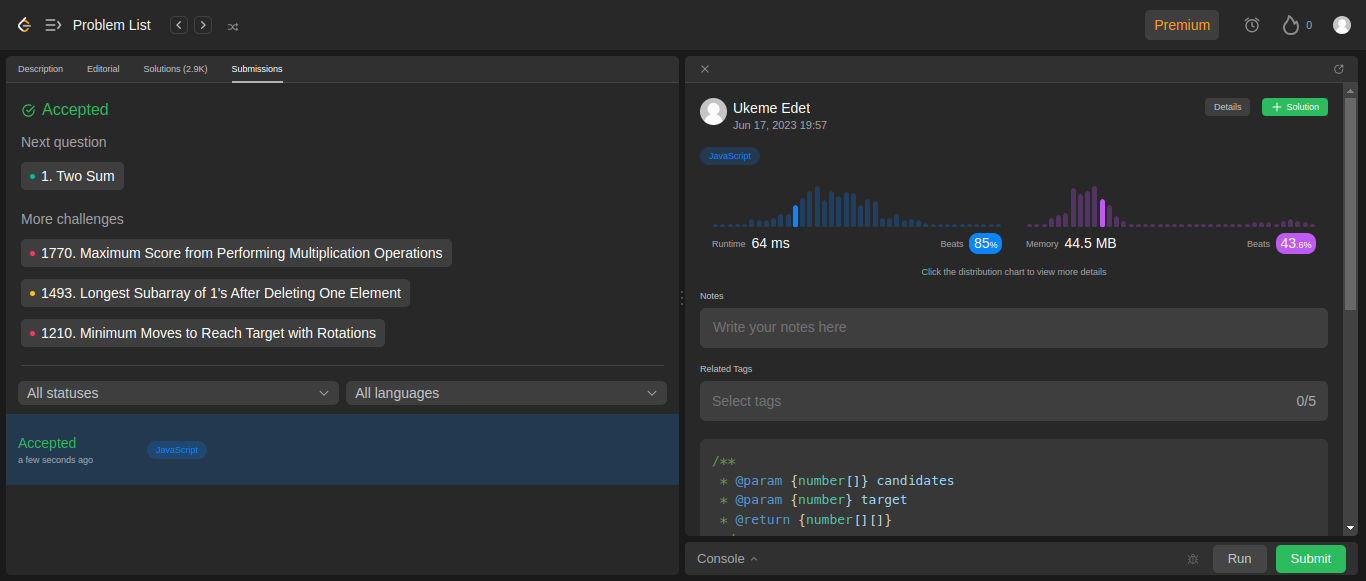 Problem List
Premium
0
Description Editorial Solutions (2.9K) Submissions
Accepted
Next question
1. Two Sum
More challenges
1770. Maximum Score from Performing Multiplication Operations
1493. Longest Subarray of 1's After Deleting One Element
1210. Minimum Moves to Reach Target with Rotations
All statuses All languages
Accepted
a few seconds ago
JavaScript
Ukeme Edet
Jun 17, 2023 19:57
Details
Solution
JavaScript
Runtime 64 ms Beats 85%
Memory 44.5 MB Beats 43.6%
Click the distribution chart to view more details
Notes
Write your notes here
Related Tags
Select tags 0/5
/**
* @param {number[]} candidates
* @param {number} target
* @return {number[][]}
Console
Run
Submit